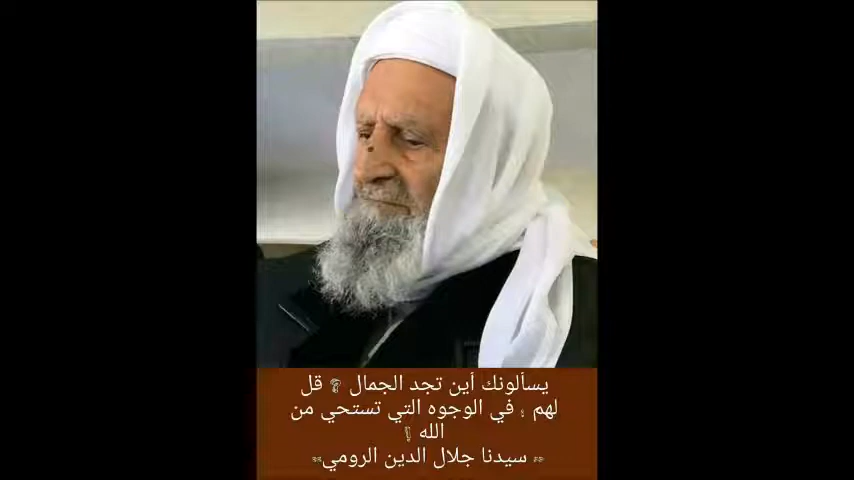 يسألونك أين تجد الجمال ؟ قل
لهم ؛ في الوجوه التي تستحي من
الله !
"" سيدنا جلال الدين الرومي""